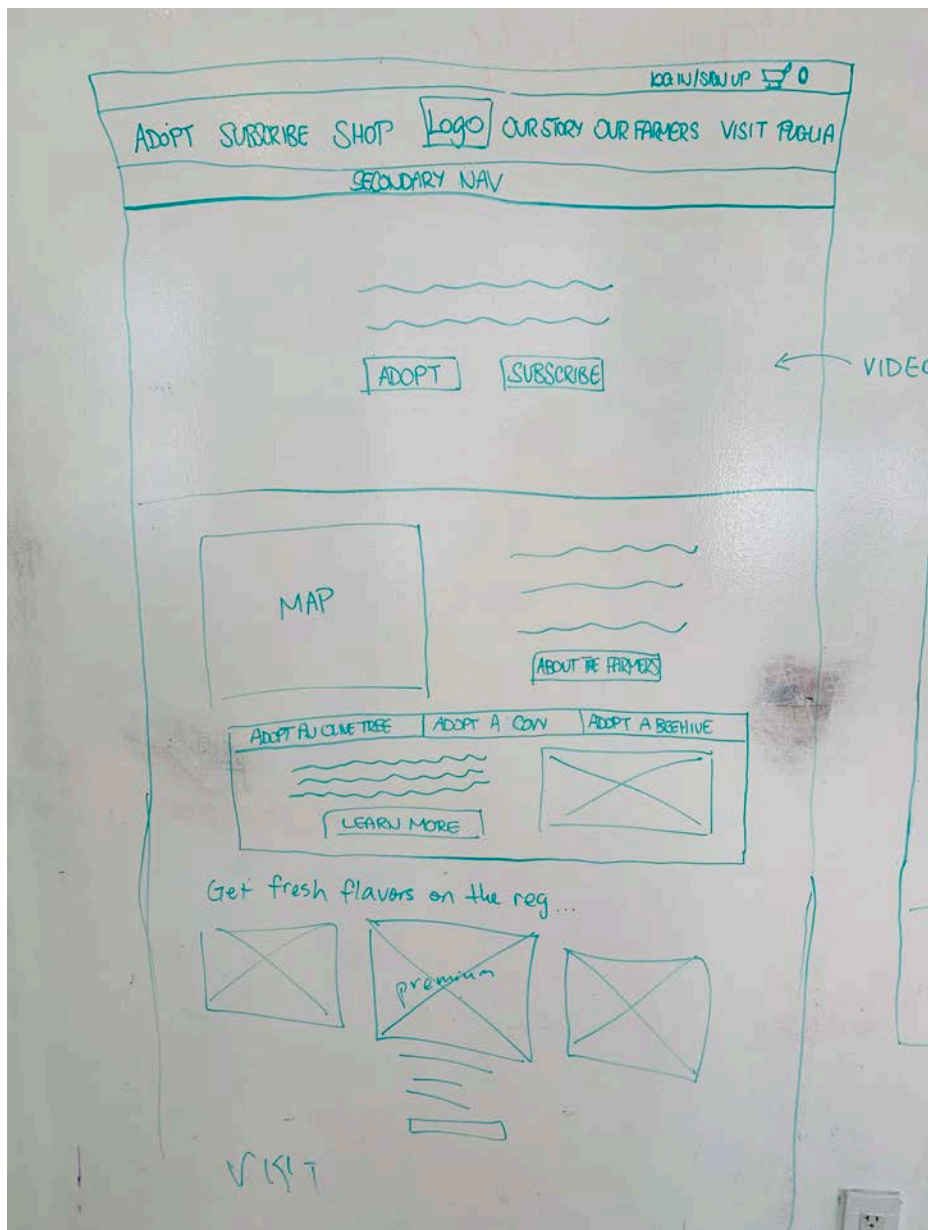 LOG IN/SIGN UP 0
ADOPT SUBSCRIBE SHOP LOGO OUR STORY OUR FARMERS VISIT PUGLIA
SECONDARY NAV
ADOPT SUBSCRIBE
VIDEO
MAP
ABOUT THE FARMERS
ADOPT AN OLIVE TREE ADOPT A COW ADOPT A BEEHIVE
LEARN MORE
Get fresh flavors on the reg...
premium
VISIT